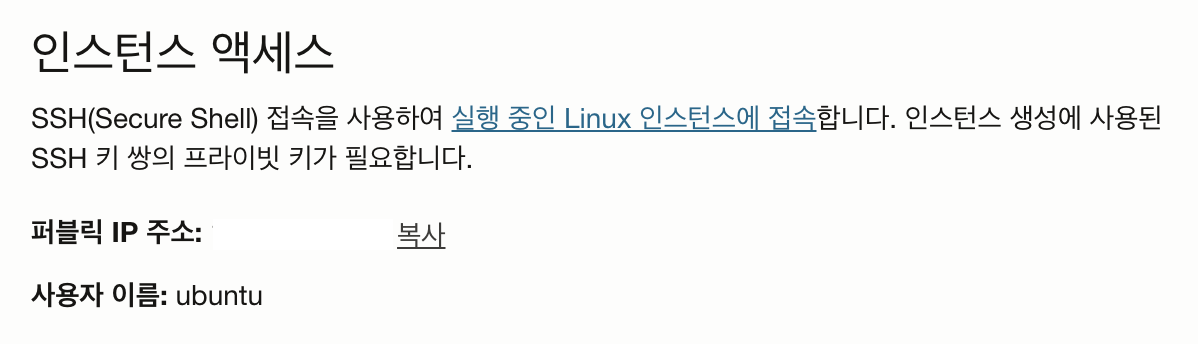 인스턴스 액세스
SSH(Secure Shell) 접속을 사용하여 실행 중인 Linux 인스턴스에 접속합니다. 인스턴스 생성에 사용된
SSH 키 쌍의 프라이빗 키가 필요합니다.
퍼블릭 IP 주소: 복사
사용자 이름: ubuntu